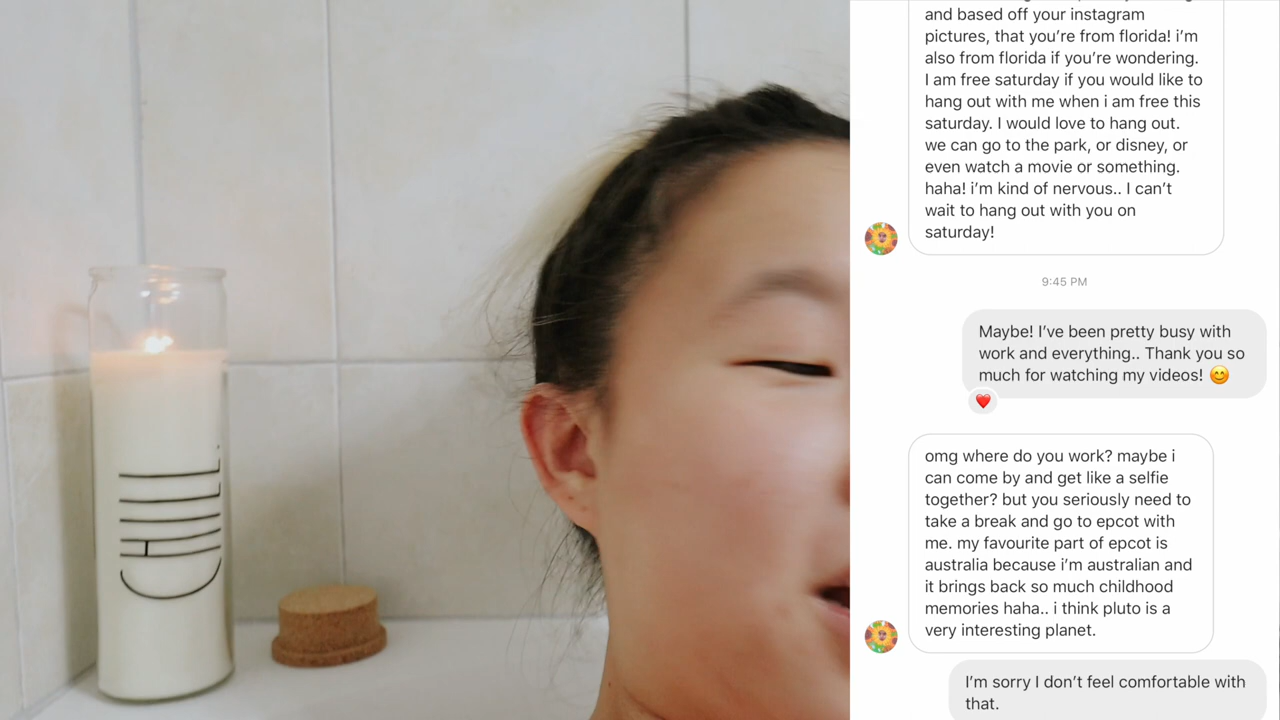 and based off your instagram
pictures, that you're from florida! i'm
also from florida if you're wondering.
I am free saturday if you would like to
hang out with me when i am free this
saturday. I would love to hang out.
we can go to the park, or disney, or
even watch a movie or something.
haha! i'm kind of nervous.. I can't
wait to hang out with you on
saturday!
9:45 PM
Maybe! I've been pretty busy with
work and everything.. Thank you so
much for watching my videos! 😊
❤️
omg where do you work? maybe i
can come by and get like a selfie
together? but you seriously need to
take a break and go to epcot with
me. my favourite part of epcot is
australia because i'm australian and
it brings back so much childhood
memories haha.. i think pluto is a
very interesting planet.
I'm sorry I don't feel comfortable with
that.